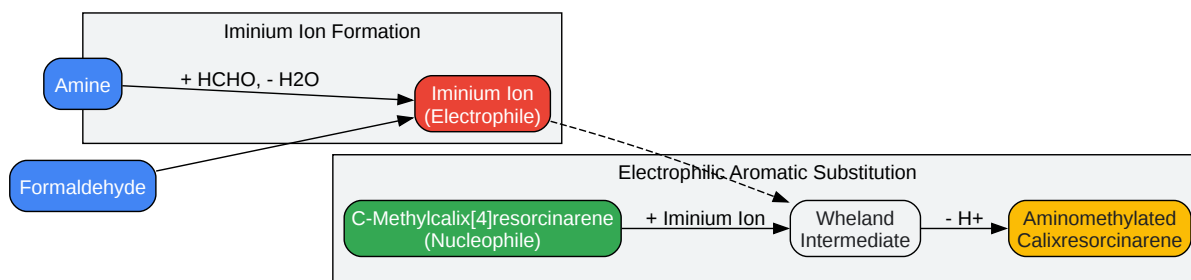 Iminium Ion Formation
Amine
+ HCHO, - H2O
Iminium Ion
(Electrophile)
Formaldehyde
Electrophilic Aromatic Substitution
C-Methylcalix[4]resorcinarene
(Nucleophile)
+ Iminium Ion
Wheland
Intermediate
- H+
Aminomethylated
Calixresorcinarene